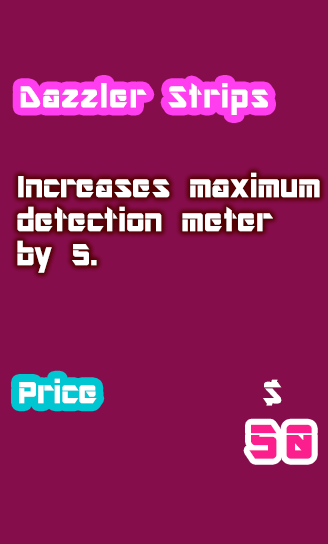 Dazzler Strips
Increases maximum
detection meter
by 5.
Price
$
50